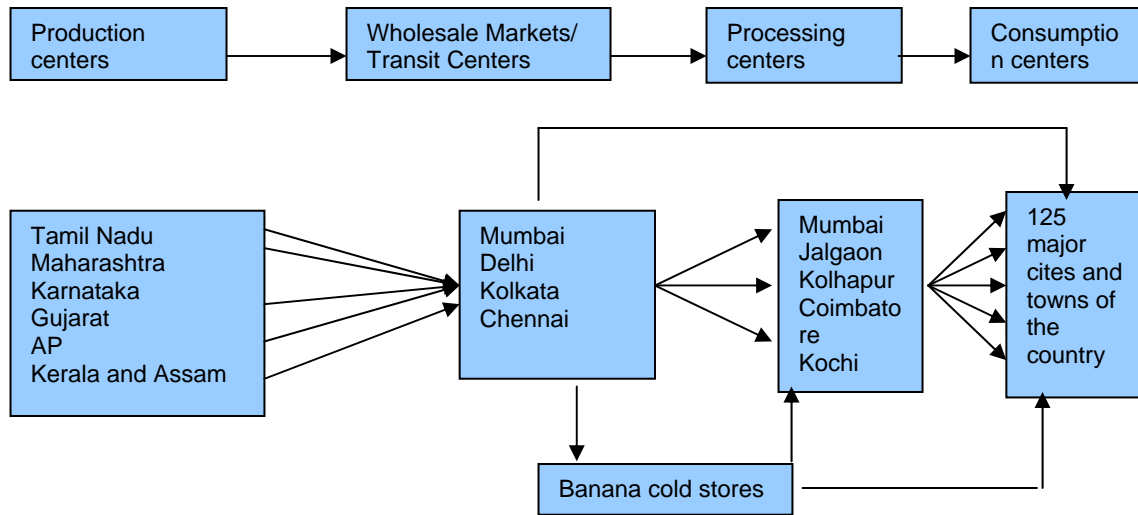 Production
centers
Wholesale Markets/
Transit Centers
Processing
centers
Consumptio
n centers
Tamil Nadu
Maharashtra
Karnataka
Gujarat
AP
Kerala and Assam
Mumbai
Delhi
Kolkata
Chennai
Mumbai
Jalgaon
Kolhapur
Coimbato
re
Kochi
125
major
cites and
towns of
the
country
Banana cold stores